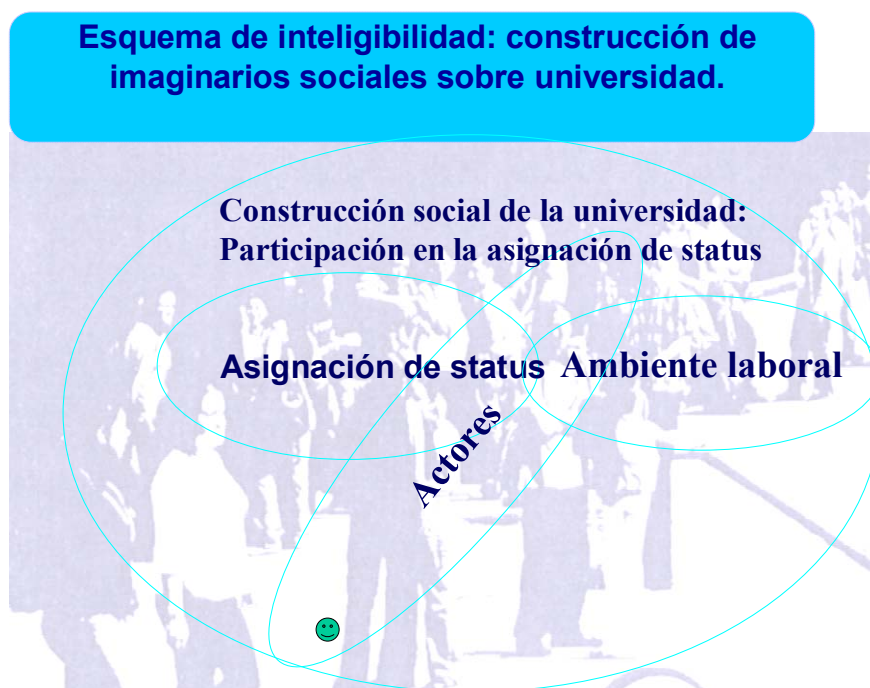 Esquema de inteligibilidad: construcción de
imaginarios sociales sobre universidad.
Construcción social de la universidad:
Participación en la asignación de status
Asignación de status
Ambiente laboral
Actores